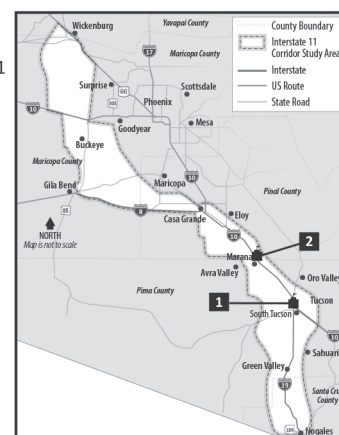 1
Wickenburg
Yavapai County
Maricopa County
17
Surprise
60
303
Scottsdale
Phoenix
10
Goodyear
Mesa
Buckeye
Maricopa County
10
Gila Bend
Maricopa
Pinal County
85
8
Casa Grande
Eloy
NORTH
Map is not to scale
10
2
Marana
Avra Valley
Oro Valley
Pima County
1
Tucson
South Tucson
10
Sahuari
Green Valley
19
Santa Cru
County
189
Nogales
County Boundary
Interstate 11
Corridor Study Area
Interstate
US Route
State Road